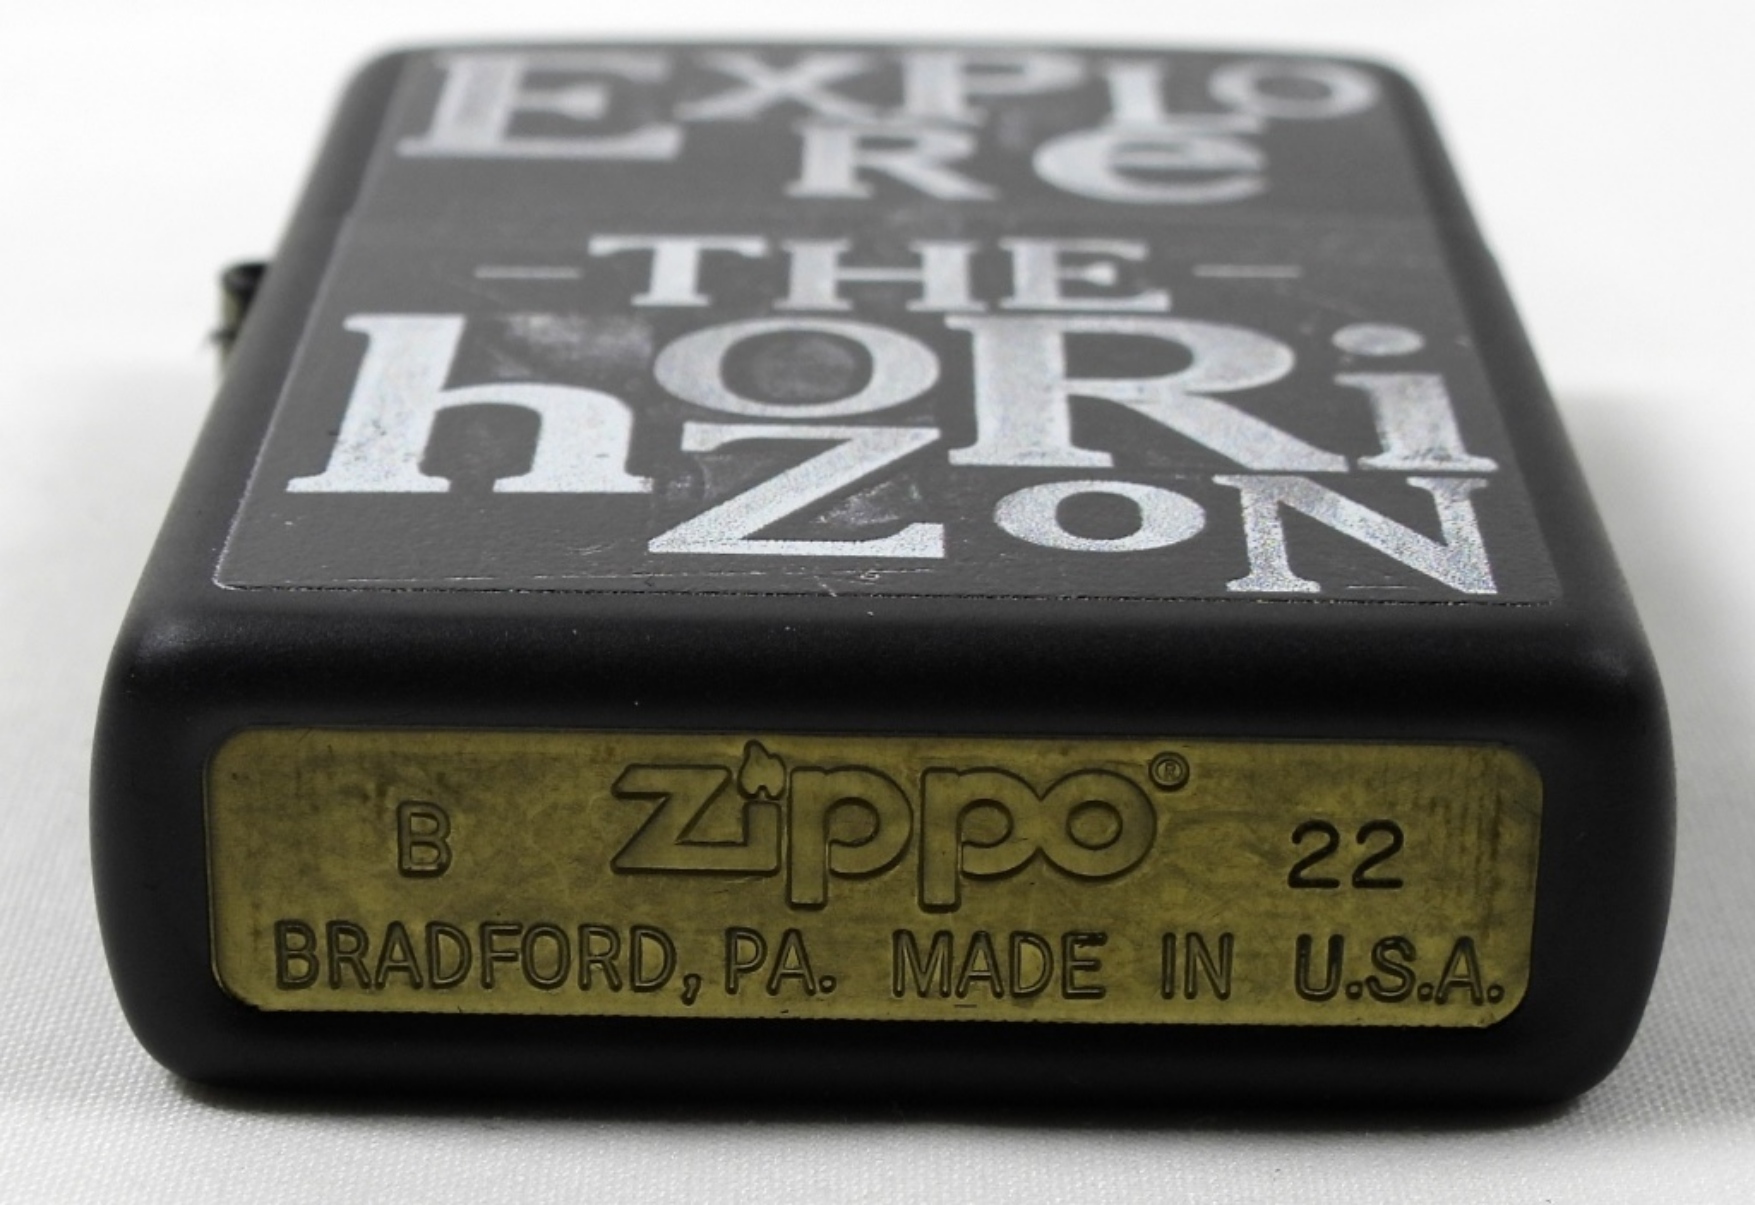 EXPLO
Re
- THE -
hORi
ZoN
B zippo® 22
BRADFORD, PA. MADE IN U.S.A.